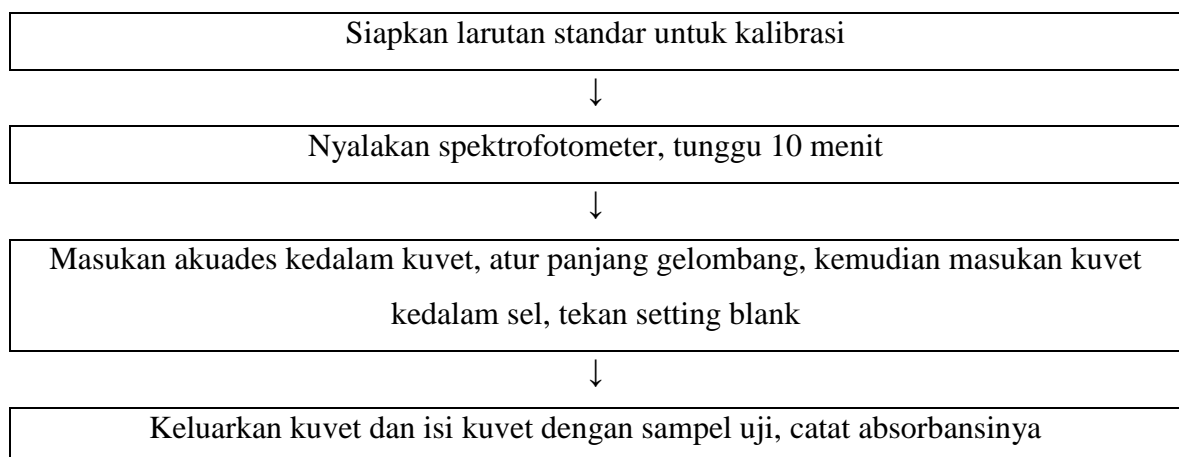 Siapkan larutan standar untuk kalibrasi
↓
Nyalakan spektrofotometer, tunggu 10 menit
↓
Masukan akuades kedalam kuvet, atur panjang gelombang, kemudian masukan kuvet
kedalam sel, tekan setting blank
↓
Keluarkan kuvet dan isi kuvet dengan sampel uji, catat absorbansinya